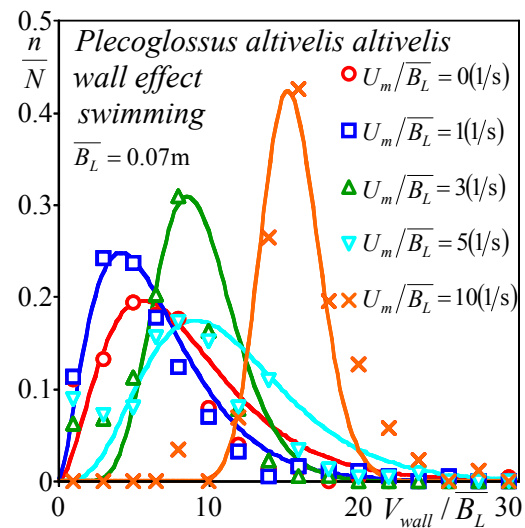 n
N
0.5
0.4
0.3
0.2
0.1
0
Plecoglossus altivelis altivelis
wall effect
swimming
B_L = 0.07m
U_m/B_L = 0(1/s)
U_m/B_L = 1(1/s)
U_m/B_L = 3(1/s)
U_m/B_L = 5(1/s)
U_m/B_L = 10(1/s)
0 10 20 30
V_wall / B_L